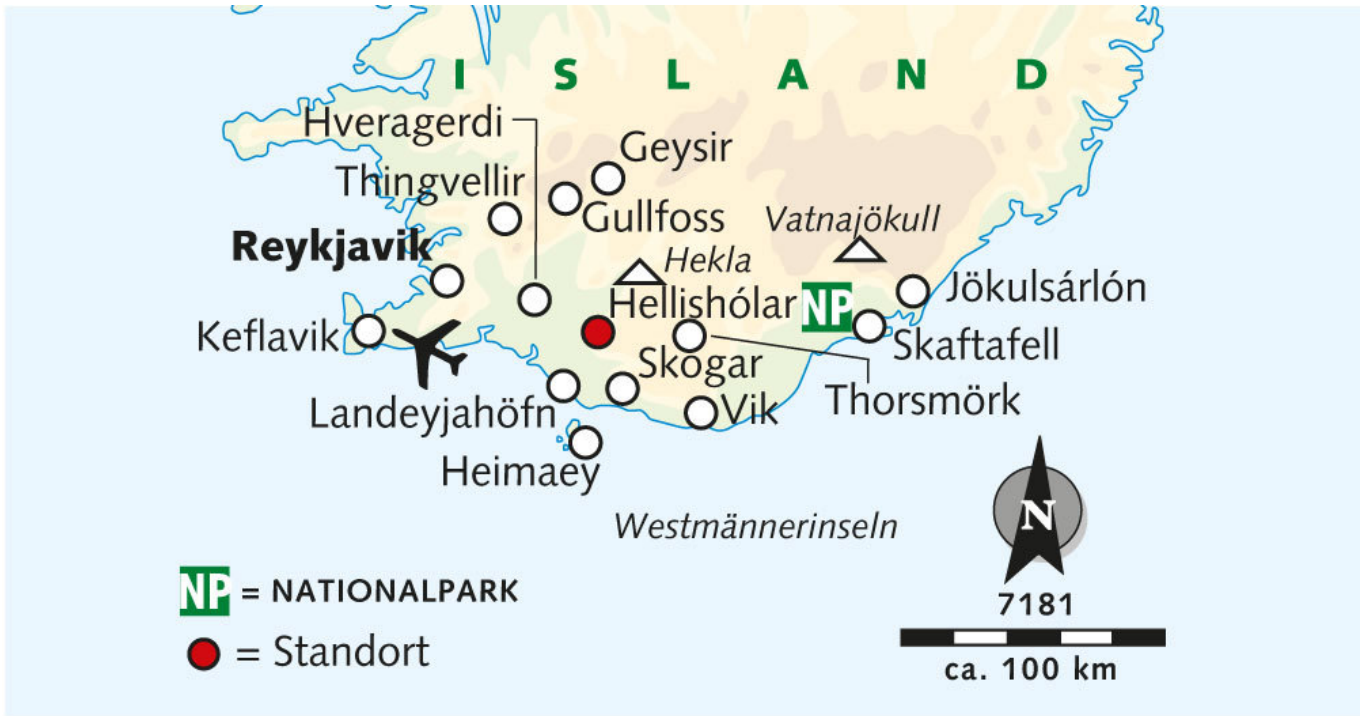 I S L A N D
Hveragerdi
Geysir
Thingvellir
Gullfoss
Vatnajökull
Reykjavik
Hekla
Jökulsárlón
Hellishólar
NP
Keflavik
Skaftafell
Skogar
Thorsmörk
Landeyjahöfn
Vik
Heimaey
Westmännerinseln
N
NP = NATIONALPARK
7181
= Standort
ca. 100 km